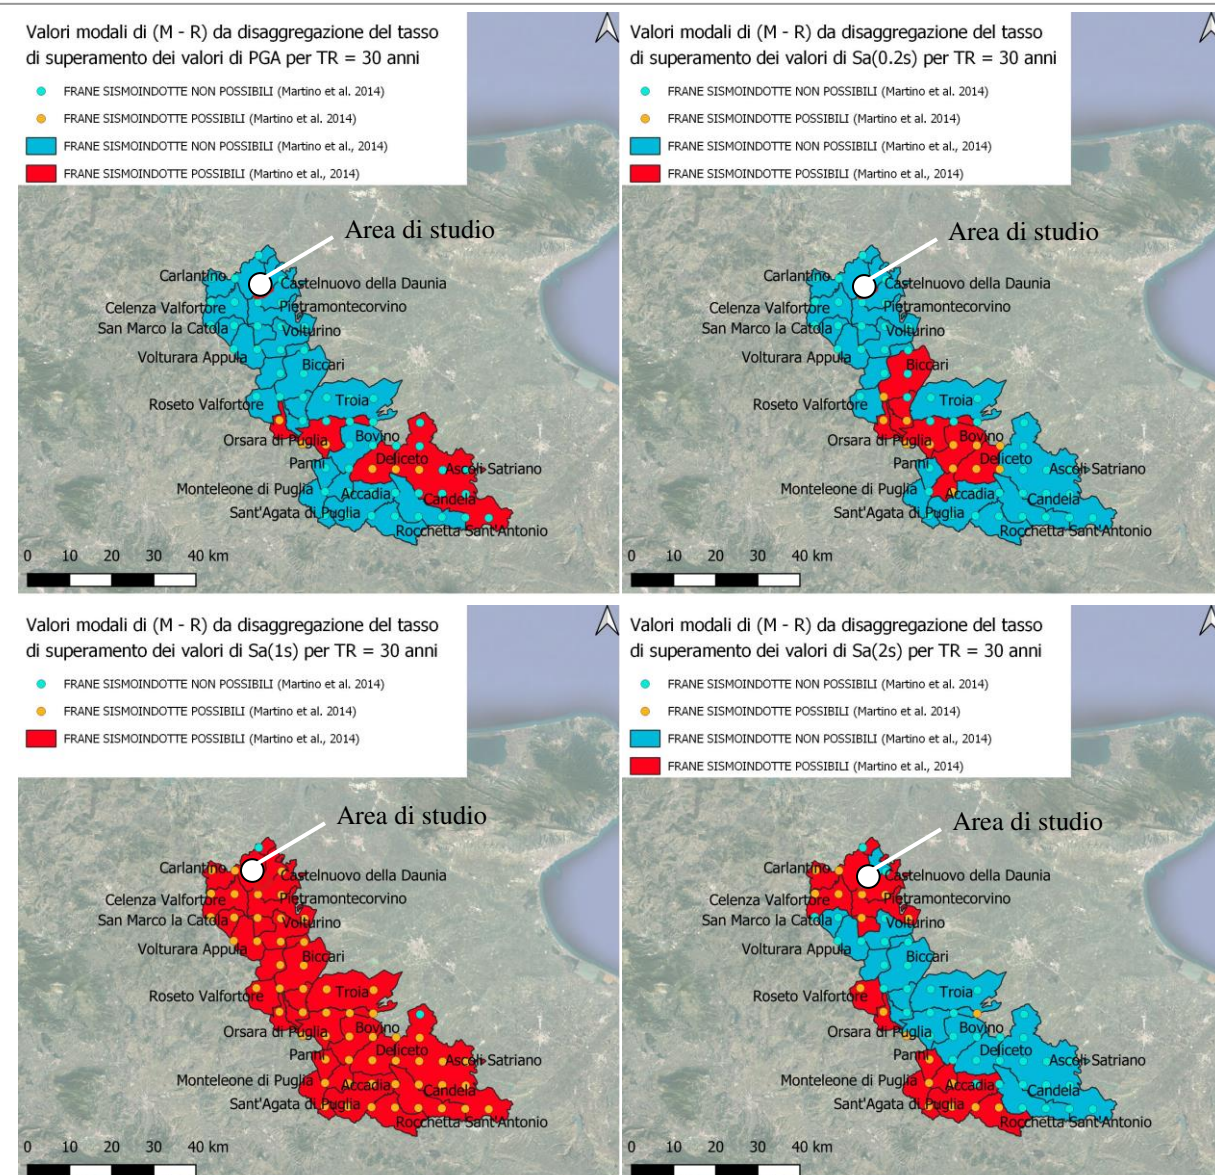 Valori modali di (M - R) da disaggregazione del tasso
di superamento dei valori di PGA per TR = 30 anni
FRANE SISMOINDOTTE NON POSSIBILI (Martino et al. 2014)
FRANE SISMOINDOTTE POSSIBILI (Martino et al. 2014)
FRANE SISMOINDOTTE NON POSSIBILI (Martino et al., 2014)
FRANE SISMOINDOTTE POSSIBILI (Martino et al., 2014)
Area di studio
Carlantino
Castelnuovo della Daunia
Celenza Valfortore
Pietramontecorvino
San Marco la Catola
Volturino
Volturara Appula
Biccari
Roseto Valfortore
Troia
Orsara di Puglia
Bovino
Panni
Deliceto
Ascoli Satriano
Monteleone di Puglia
Accadia
Candela
Sant'Agata di Puglia
Rocchetta Sant'Antonio
0 10 20 30 40 km
Valori modali di (M - R) da disaggregazione del tasso
di superamento dei valori di Sa(0.2s) per TR = 30 anni
FRANE SISMOINDOTTE NON POSSIBILI (Martino et al. 2014)
FRANE SISMOINDOTTE POSSIBILI (Martino et al. 2014)
FRANE SISMOINDOTTE NON POSSIBILI (Martino et al., 2014)
FRANE SISMOINDOTTE POSSIBILI (Martino et al., 2014)
Area di studio
Carlantino
Castelnuovo della Daunia
Celenza Valfortore
Pietramontecorvino
San Marco la Catola
Volturino
Volturara Appula
Biccari
Roseto Valfortore
Troia
Orsara di Puglia
Bovino
Panni
Deliceto
Ascoli Satriano
Monteleone di Puglia
Accadia
Candela
Sant'Agata di Puglia
Rocchetta Sant'Antonio
0 10 20 30 40 km
Valori modali di (M - R) da disaggregazione del tasso
di superamento dei valori di Sa(1s) per TR = 30 anni
FRANE SISMOINDOTTE NON POSSIBILI (Martino et al. 2014)
FRANE SISMOINDOTTE POSSIBILI (Martino et al. 2014)
FRANE SISMOINDOTTE POSSIBILI (Martino et al., 2014)
Area di studio
Carlantino
Castelnuovo della Daunia
Celenza Valfortore
Pietramontecorvino
San Marco la Catola
Volturino
Volturara Appula
Biccari
Roseto Valfortore
Troia
Orsara di Puglia
Bovino
Panni
Deliceto
Ascoli Satriano
Monteleone di Puglia
Accadia
Candela
Sant'Agata di Puglia
Rocchetta Sant'Antonio
0 10 20 30 40 km
Valori modali di (M - R) da disaggregazione del tasso
di superamento dei valori di Sa(2s) per TR = 30 anni
FRANE SISMOINDOTTE NON POSSIBILI (Martino et al. 2014)
FRANE SISMOINDOTTE POSSIBILI (Martino et al. 2014)
FRANE SISMOINDOTTE NON POSSIBILI (Martino et al., 2014)
FRANE SISMOINDOTTE POSSIBILI (Martino et al., 2014)
Area di studio
Carlantino
Castelnuovo della Daunia
Celenza Valfortore
Pietramontecorvino
San Marco la Catola
Volturino
Volturara Appula
Biccari
Roseto Valfortore
Troia
Orsara di Puglia
Bovino
Panni
Deliceto
Ascoli Satriano
Monteleone di Puglia
Accadia
Candela
Sant'Agata di Puglia
Rocchetta Sant'Antonio
0 10 20 30 40 km